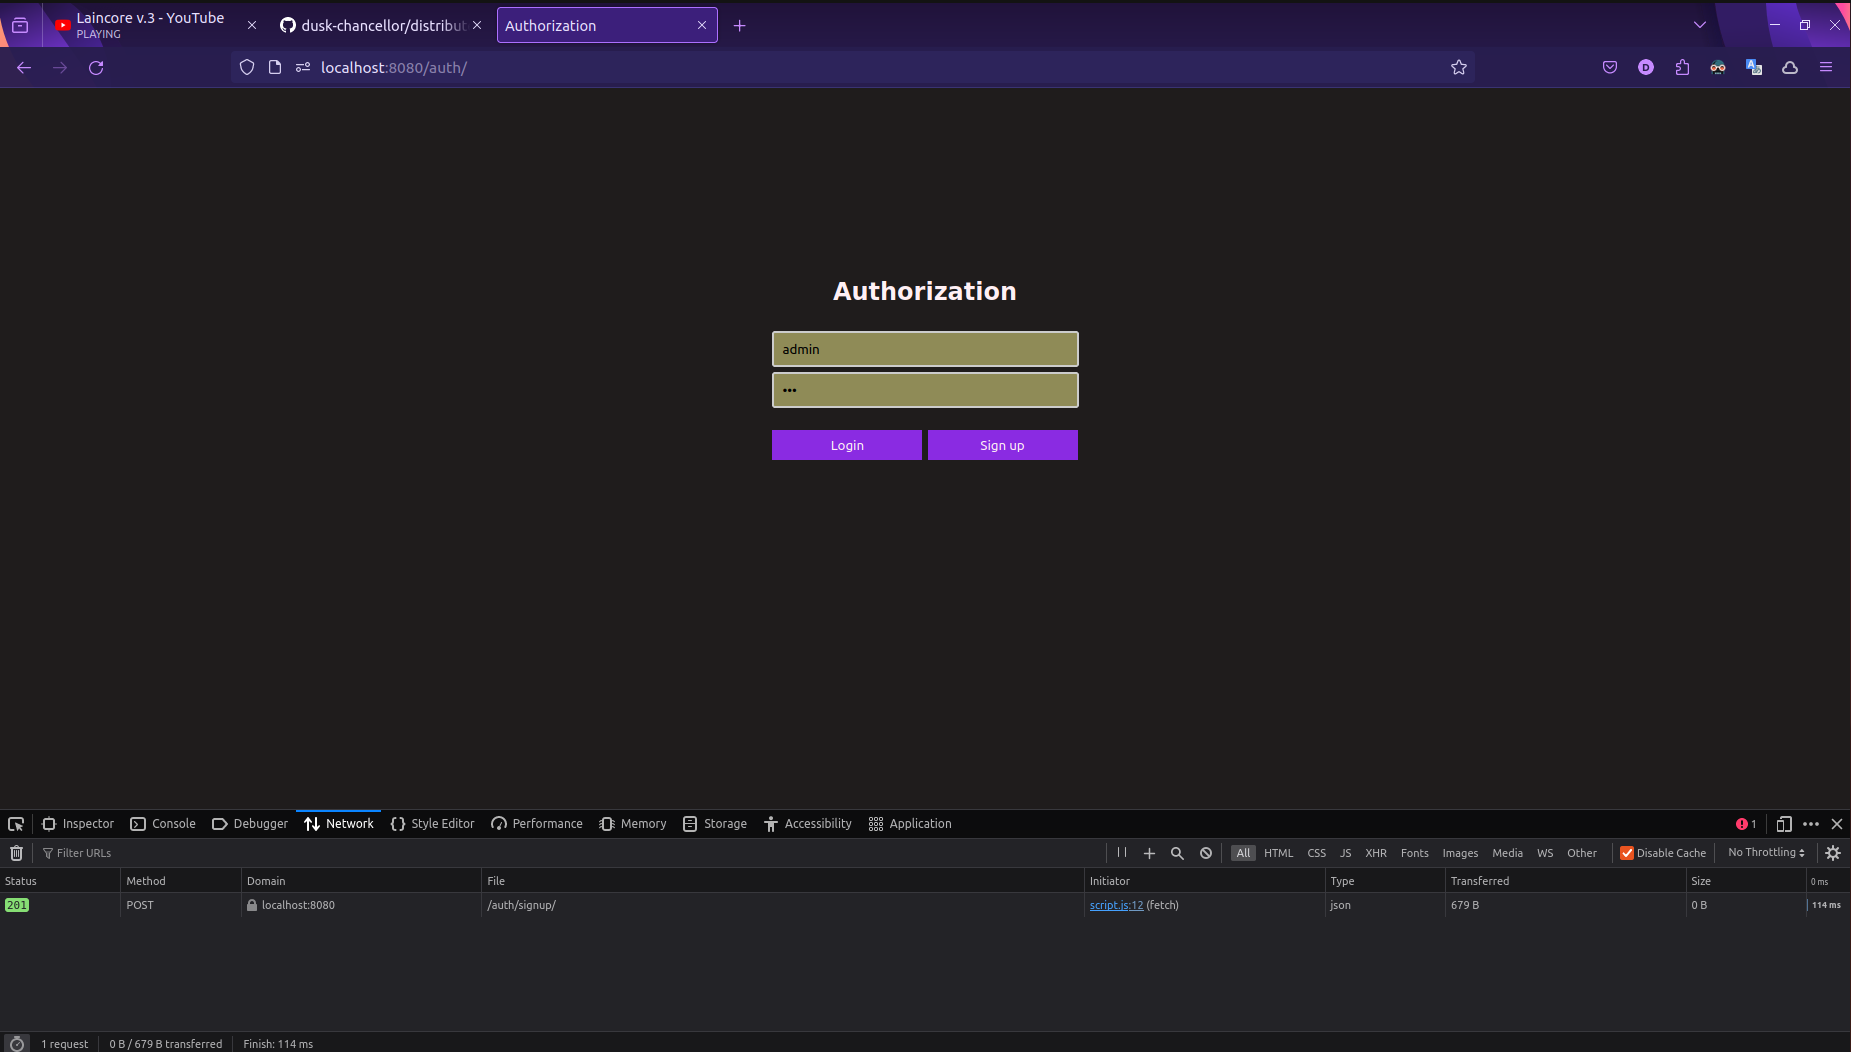 Laincore v.3 - YouTube
PLAYING
dusk-chancellor/distribut
Authorization
localhost:8080/auth/
D
Authorization
admin
•••
Login Sign up
Inspector Console Debugger Network Style Editor Performance Memory Storage Accessibility Application 1
Filter URLs All HTML CSS JS XHR Fonts Images Media WS Other Disable Cache No Throttling
Status Method Domain File Initiator Type Transferred Size 0 ms
201 POST localhost:8080 /auth/signup/ script.js:12 (fetch) json 679 B 0 B 114 ms
1 request 0 B / 679 B transferred Finish: 114 ms